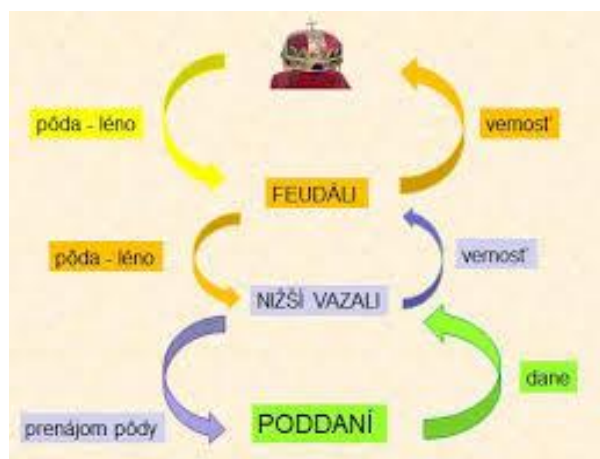 pôda - léno
vernosť
FEUDÁLI
pôda - léno
vernosť
NIŽŠÍ VAZALI
dane
prenájom pôdy
PODDANÍ